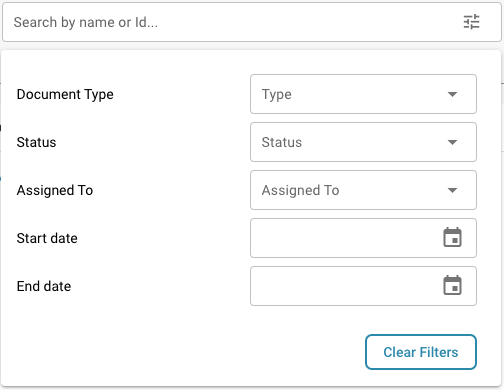 Search by name or Id...
Document Type
Type
Status
Status
Assigned To
Assigned To
Start date
End date
Clear Filters